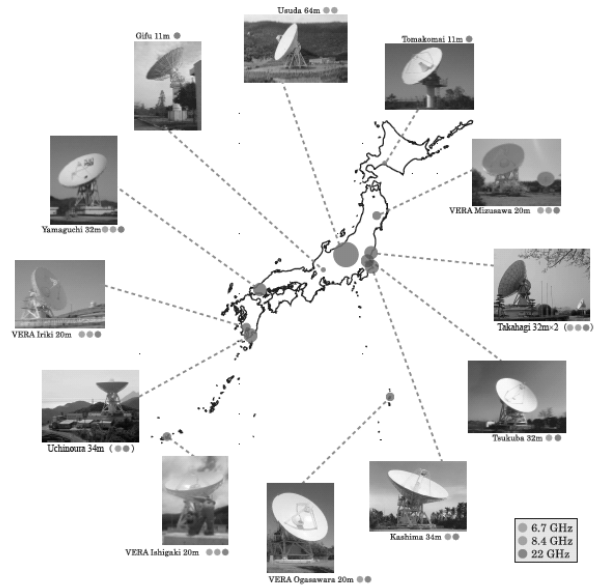 Usuda 64m
Gifu 11m
Tomakomai 11m
Yamaguchi 32m
VERA Mizusawa 20m
VERA Iriki 20m
Takahagi 32m×2 ( )
Uchinoura 34m ( )
Tsukuba 32m
VERA Ishigaki 20m
VERA Ogasawara 20m
Kashima 34m
6.7 GHz
8.4 GHz
22 GHz